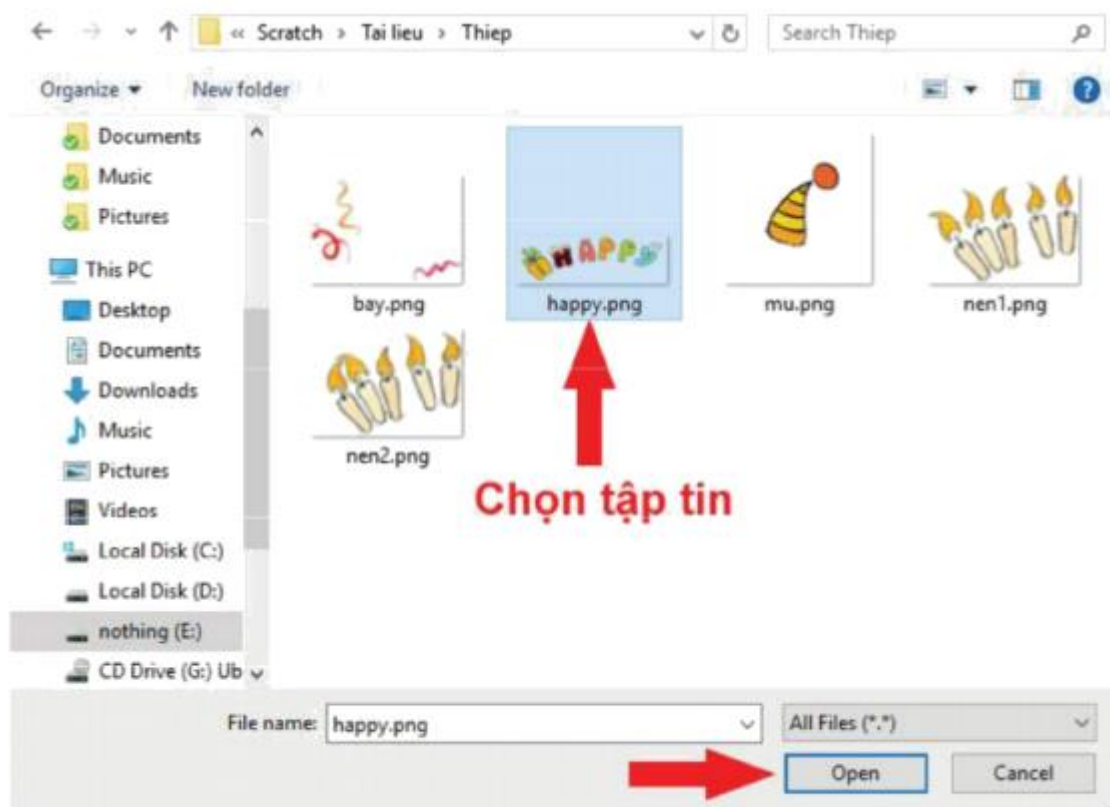 « Scratch › Tai lieu › Thiep
Search Thiep
Organize
New folder
Documents
Music
Pictures
This PC
Desktop
Documents
Downloads
Music
Pictures
Videos
Local Disk (C:)
Local Disk (D:)
nothing (E:)
CD Drive (G:) Ub
bay.png
HAPPY
happy.png
mu.png
nen1.png
nen2.png
Chọn tập tin
File name:
happy.png
All Files (*.*)
Open
Cancel